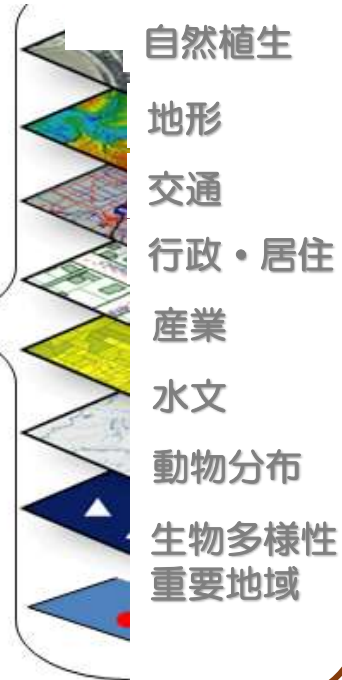 自然植生
地形
交通
行政・居住
産業
水文
動物分布
生物多様性
重要地域